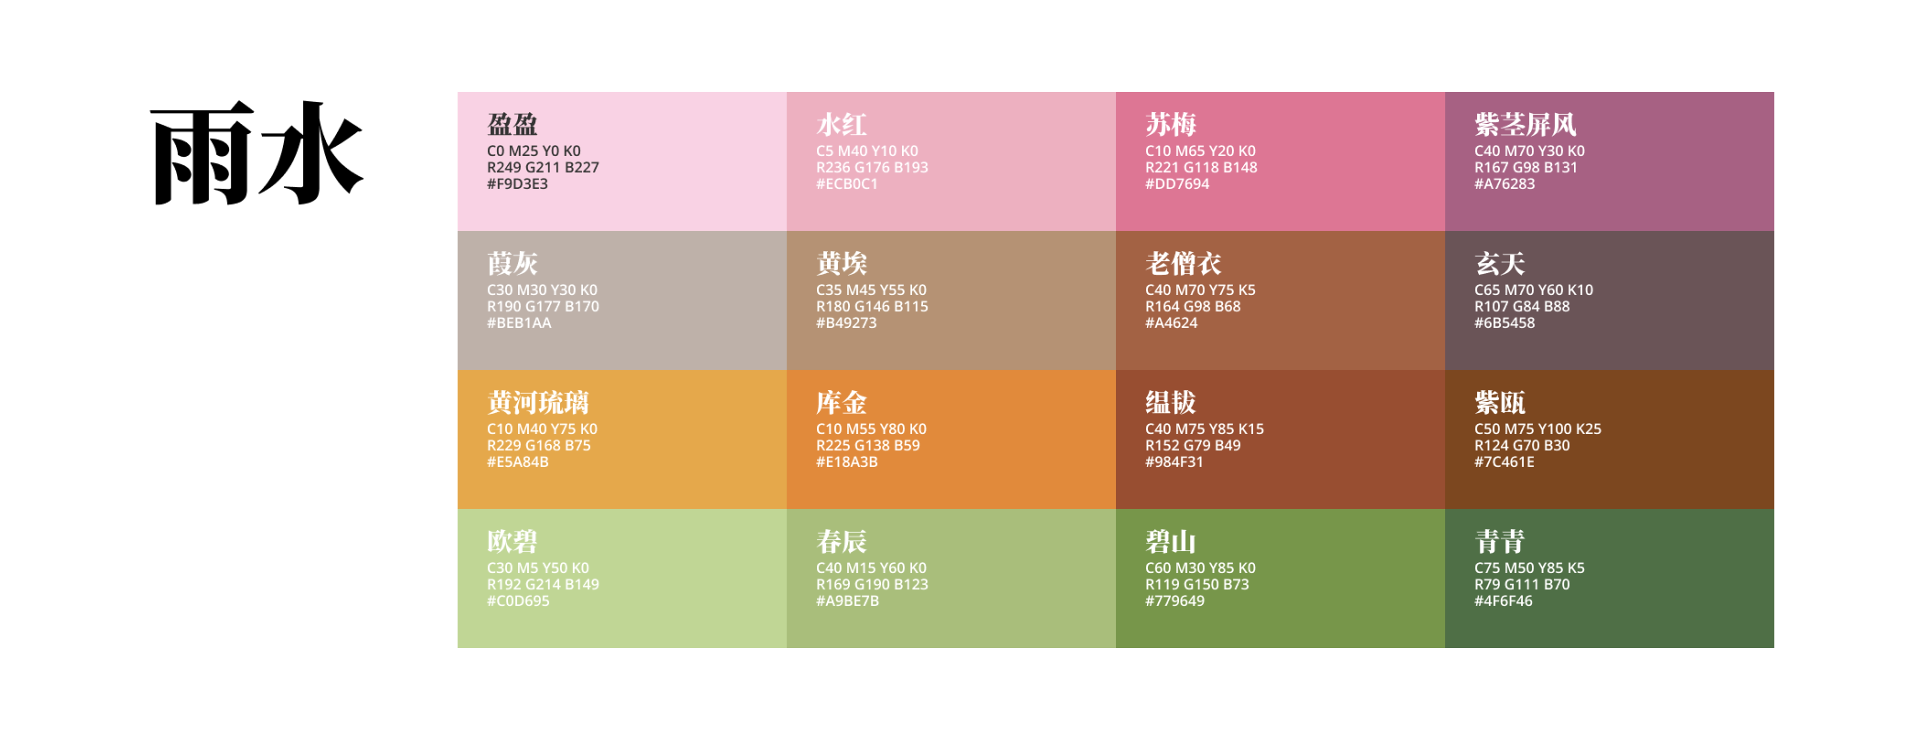 雨水
盈盈
C0 M25 Y0 K0
R249 G211 B227
#F9D3E3
水红
C5 M40 Y10 K0
R236 G176 B193
#ECB0C1
苏梅
C10 M65 Y20 K0
R221 G118 B148
#DD7694
紫茎屏风
C40 M70 Y30 K0
R167 G98 B131
#A76283
葭灰
C30 M30 Y30 K0
R190 G177 B170
#BEB1AA
黄埃
C35 M45 Y55 K0
R180 G146 B115
#B49273
老僧衣
C40 M70 Y75 K5
R164 G98 B68
#A4624
玄天
C65 M70 Y60 K10
R107 G84 B88
#6B5458
黄河琉璃
C10 M40 Y75 K0
R229 G168 B75
#E5A84B
库金
C10 M55 Y80 K0
R225 G138 B59
#E18A3B
缊韨
C40 M75 Y85 K15
R152 G79 B49
#984F31
紫瓯
C50 M75 Y100 K25
R124 G70 B30
#7C461E
欧碧
C30 M5 Y50 K0
R192 G214 B149
#C0D695
春辰
C40 M15 Y60 K0
R169 G190 B123
#A9BE7B
碧山
C60 M30 Y85 K0
R119 G150 B73
#779649
青青
C75 M50 Y85 K5
R79 G111 B70
#4F6F46